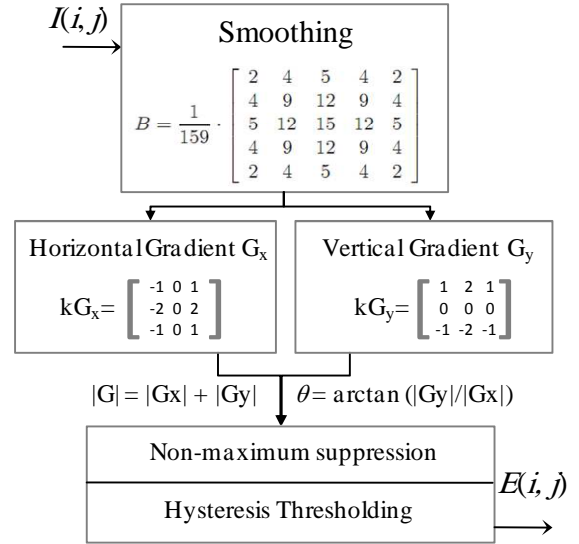 I(i, j)
Smoothing
B = 1/159 · [ 2 4 5 4 2
4 9 12 9 4
5 12 15 12 5
4 9 12 9 4
2 4 5 4 2 ]
Horizontal Gradient Gx
kGx= [ -1 0 1
-2 0 2
-1 0 1 ]
Vertical Gradient Gy
kGy= [ 1 2 1
0 0 0
-1 -2 -1 ]
|G| = |Gx| + |Gy|
θ = arctan (|Gy|/|Gx|)
Non-maximum suppression
Hysteresis Thresholding
E(i, j)